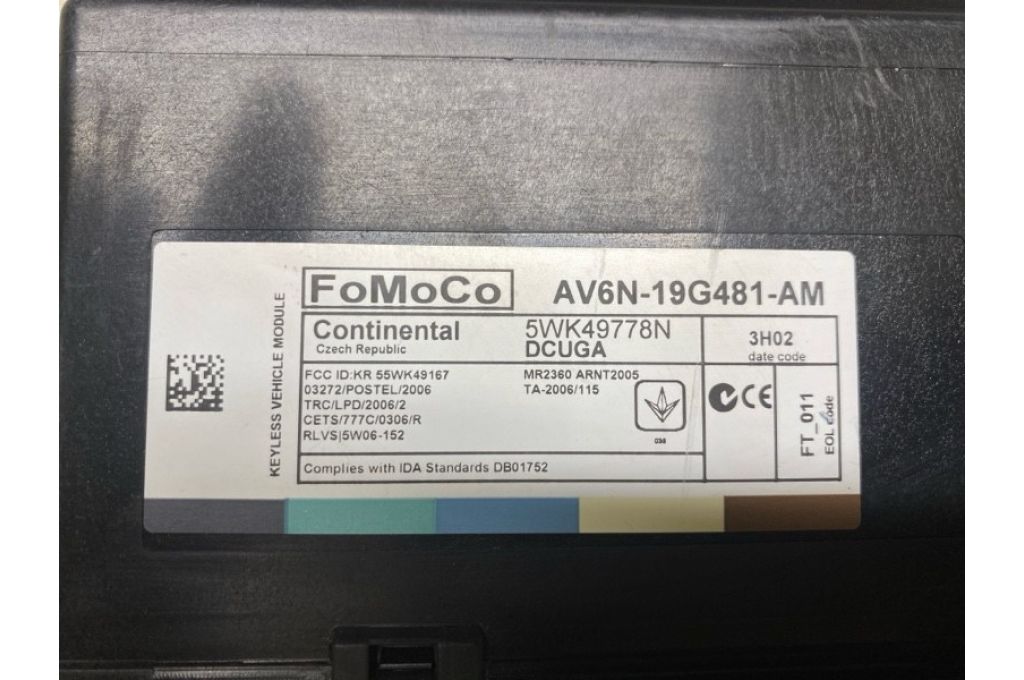 KEYLESS VEHICLE MODULE
FoMoCo
AV6N-19G481-AM
Continental
Czech Republic
5WK49778N
DCUGA
3H02
date code
FCC ID:KR 55WK49167
03272/POSTEL/2006
TRC/LPD/2006/2
CETS/777C/0306/R
RLVS|5W06-152
MR2360 ARNT2005
TA-2006/115
036
CE
FT_011
EOL code
Complies with IDA Standards DB01752